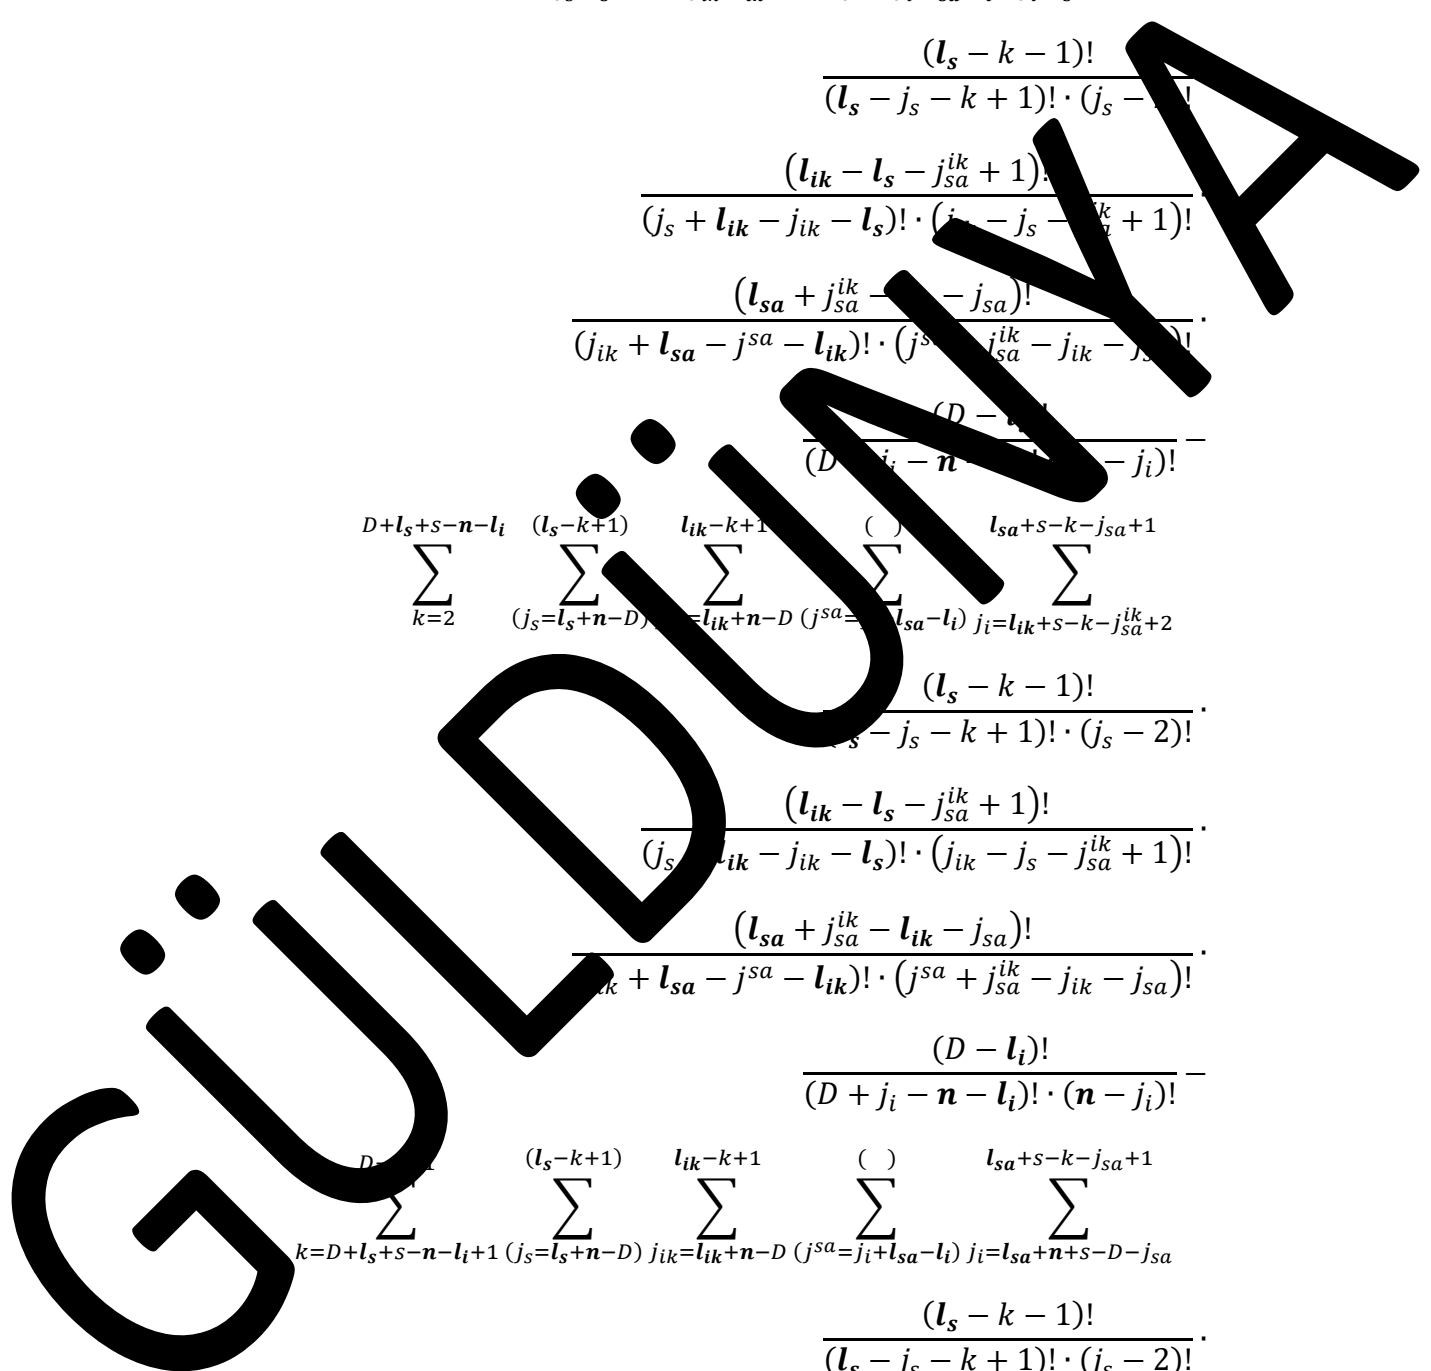 (l_s − k − 1)!
(l_s − j_s − k + 1)! · (j_s − !
(l_ik − l_s − j_sa^ik + 1)!
(j_s + l_ik − j_ik − l_s)! · ( − j_s − + 1)! ·
(l_sa + j_sa^ik − − j_sa)!
(j_ik + l_sa − j^sa − l_ik)! · ( j_sa^ik − j_ik − )! ·
(D − !
(D j_i − n − j_i)! −
D+l_s+s−n−l_i (l_s−k+1) l_ik−k+1 ( ) l_sa+s−k−j_sa+1
∑ ∑ ∑ ∑ ∑
k=2 (j_s=l_s+n−D) =l_ik+n−D (j^sa= l_sa−l_i) j_i=l_ik+s−k−j_sa^ik+2
(l_s − k − 1)!
− j_s − k + 1)! · (j_s − 2)! ·
(l_ik − l_s − j_sa^ik + 1)!
(j_s l_ik − j_ik − l_s)! · (j_ik − j_s − j_sa^ik + 1)! ·
(l_sa + j_sa^ik − l_ik − j_sa)!
+ l_sa − j^sa − l_ik)! · (j^sa + j_sa^ik − j_ik − j_sa)! ·
(D − l_i)!
(D + j_i − n − l_i)! · (n − j_i)! −
(l_s−k+1) l_ik−k+1 ( ) l_sa+s−k−j_sa+1
∑ ∑ ∑ ∑ ∑
k=D+l_s+s−n−l_i+1 (j_s=l_s+n−D) j_ik=l_ik+n−D (j^sa=j_i+l_sa−l_i) j_i=l_sa+n+s−D−j_sa
(l_s − k − 1)!
(l_s − j_s − k + 1)! · (j_s − 2)! ·
GÜLDÜNYA